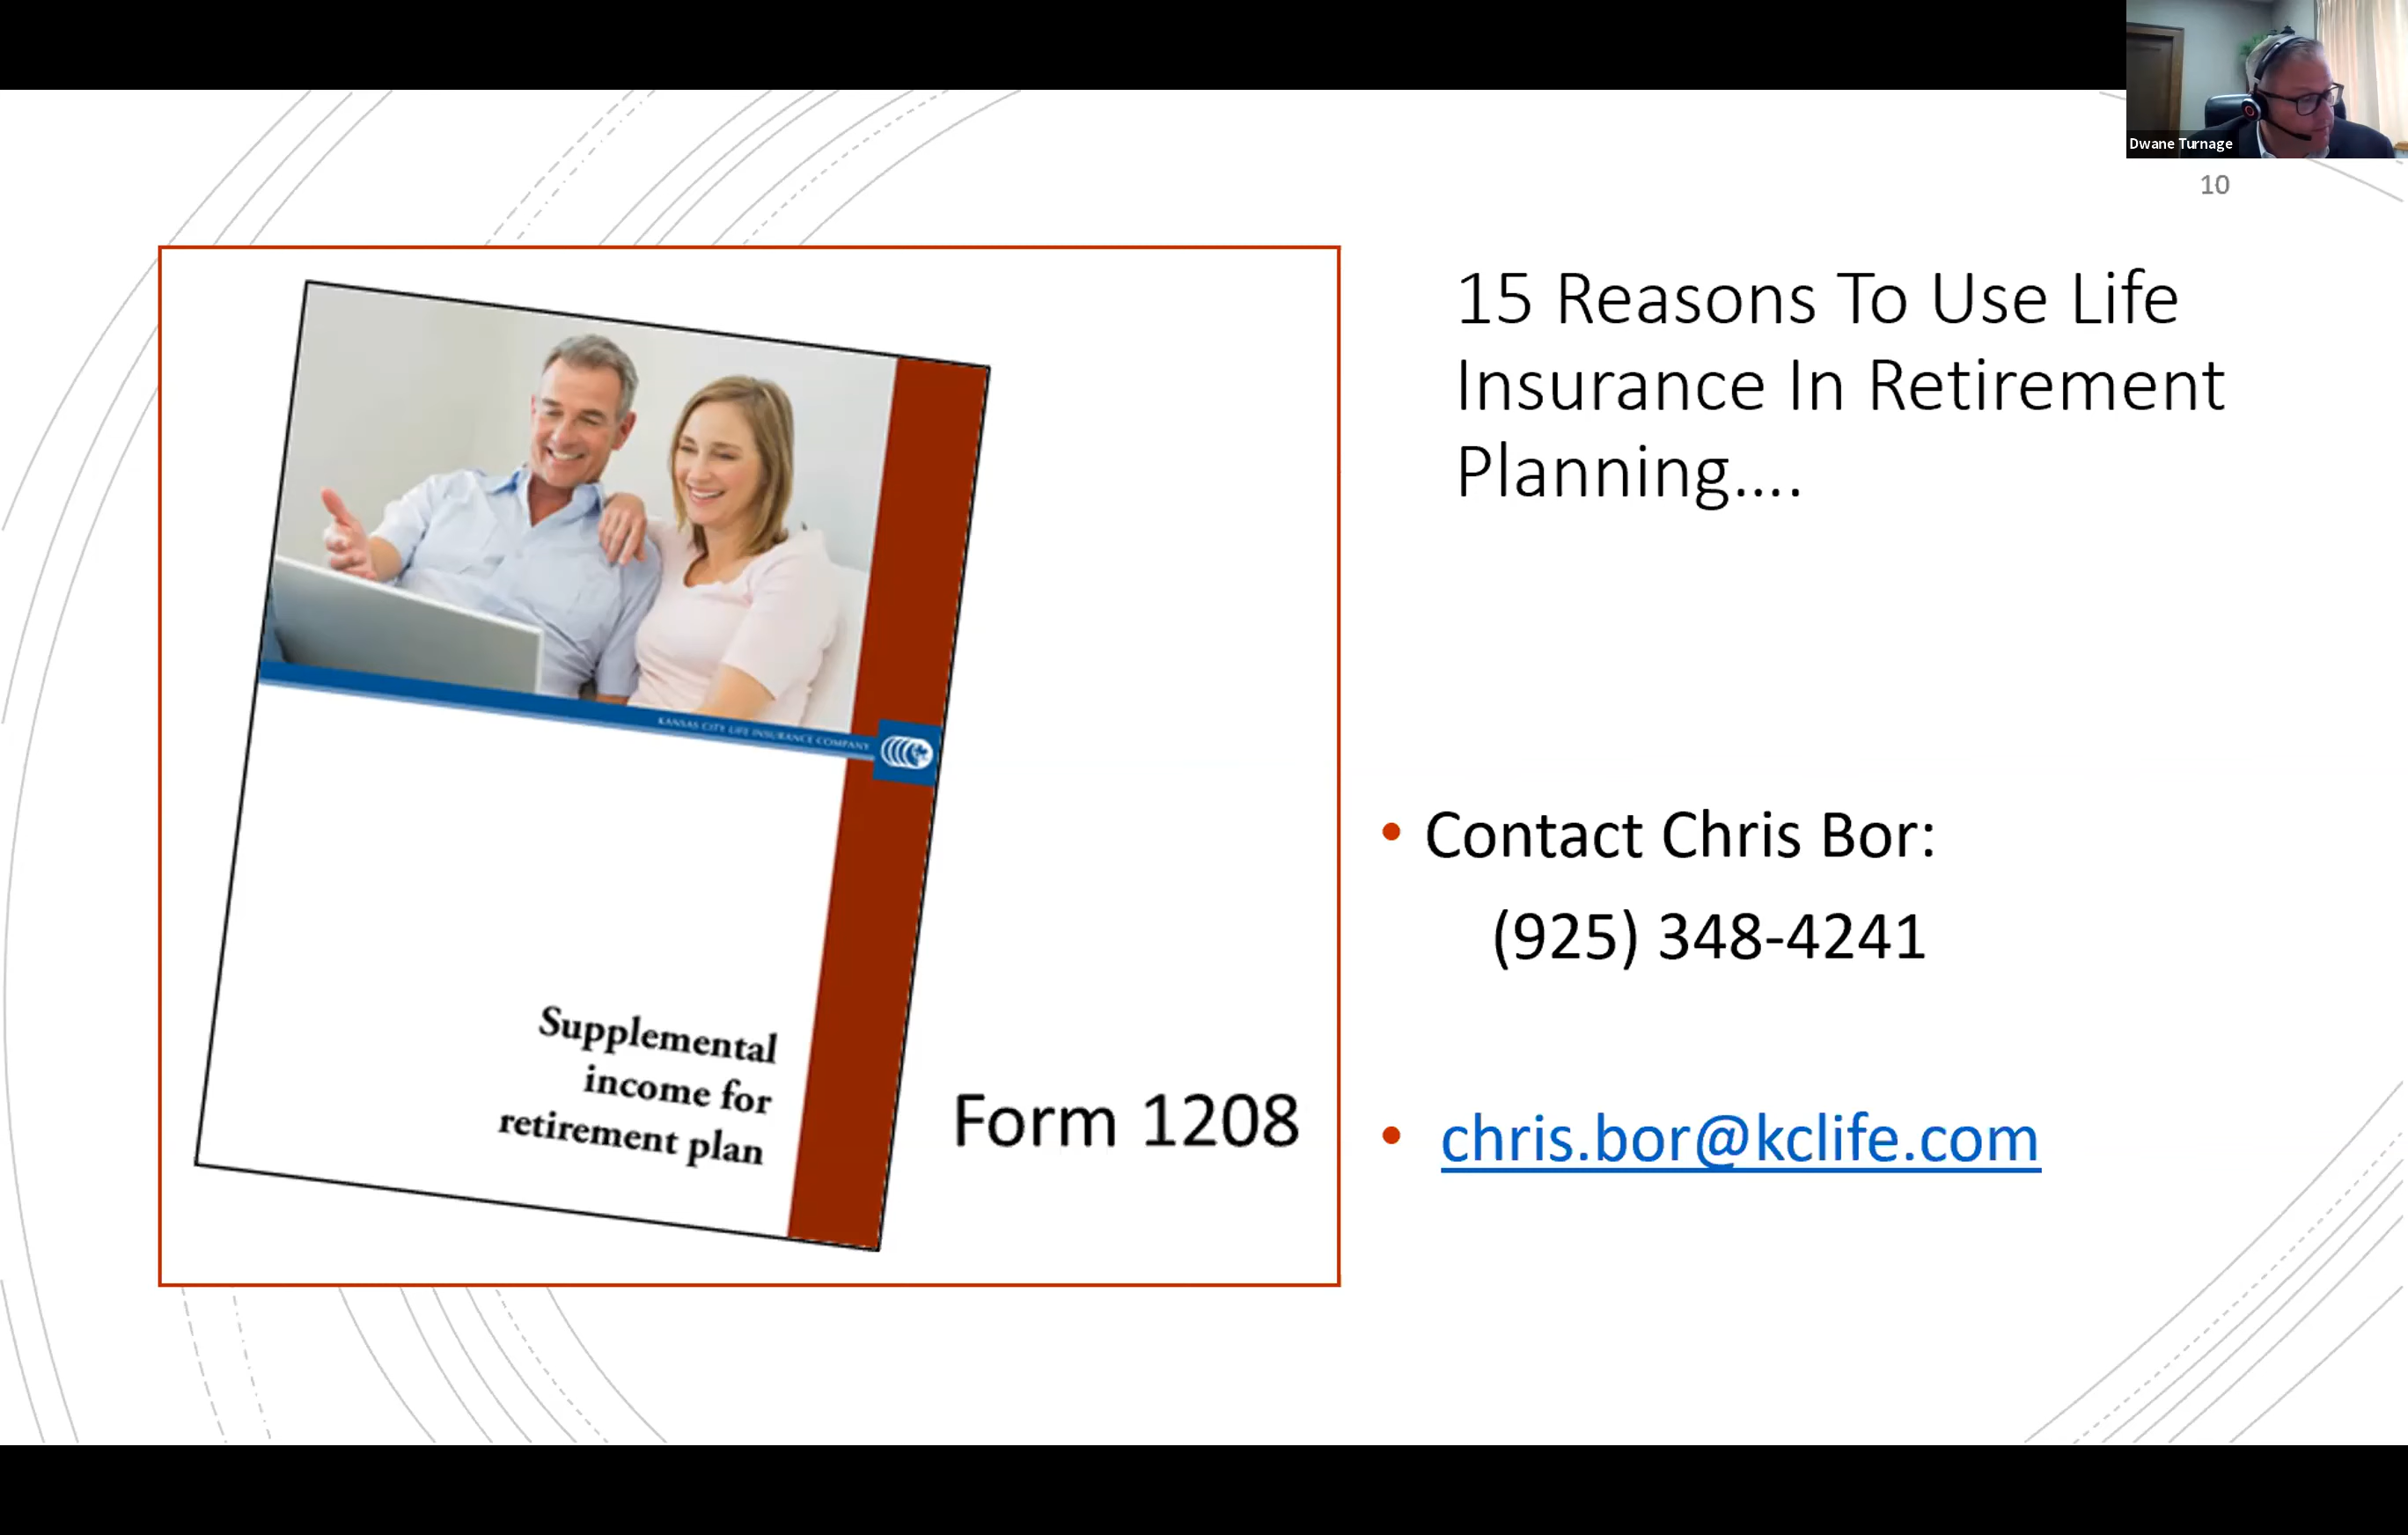 Dwane Turnage
10
15 Reasons To Use Life
Insurance In Retirement
Planning....
KANSAS CITY LIFE INSURANCE COMPANY
Supplemental
income for
retirement plan
Form 1208
• Contact Chris Bor:
(925) 348-4241
• chris.bor@kclife.com